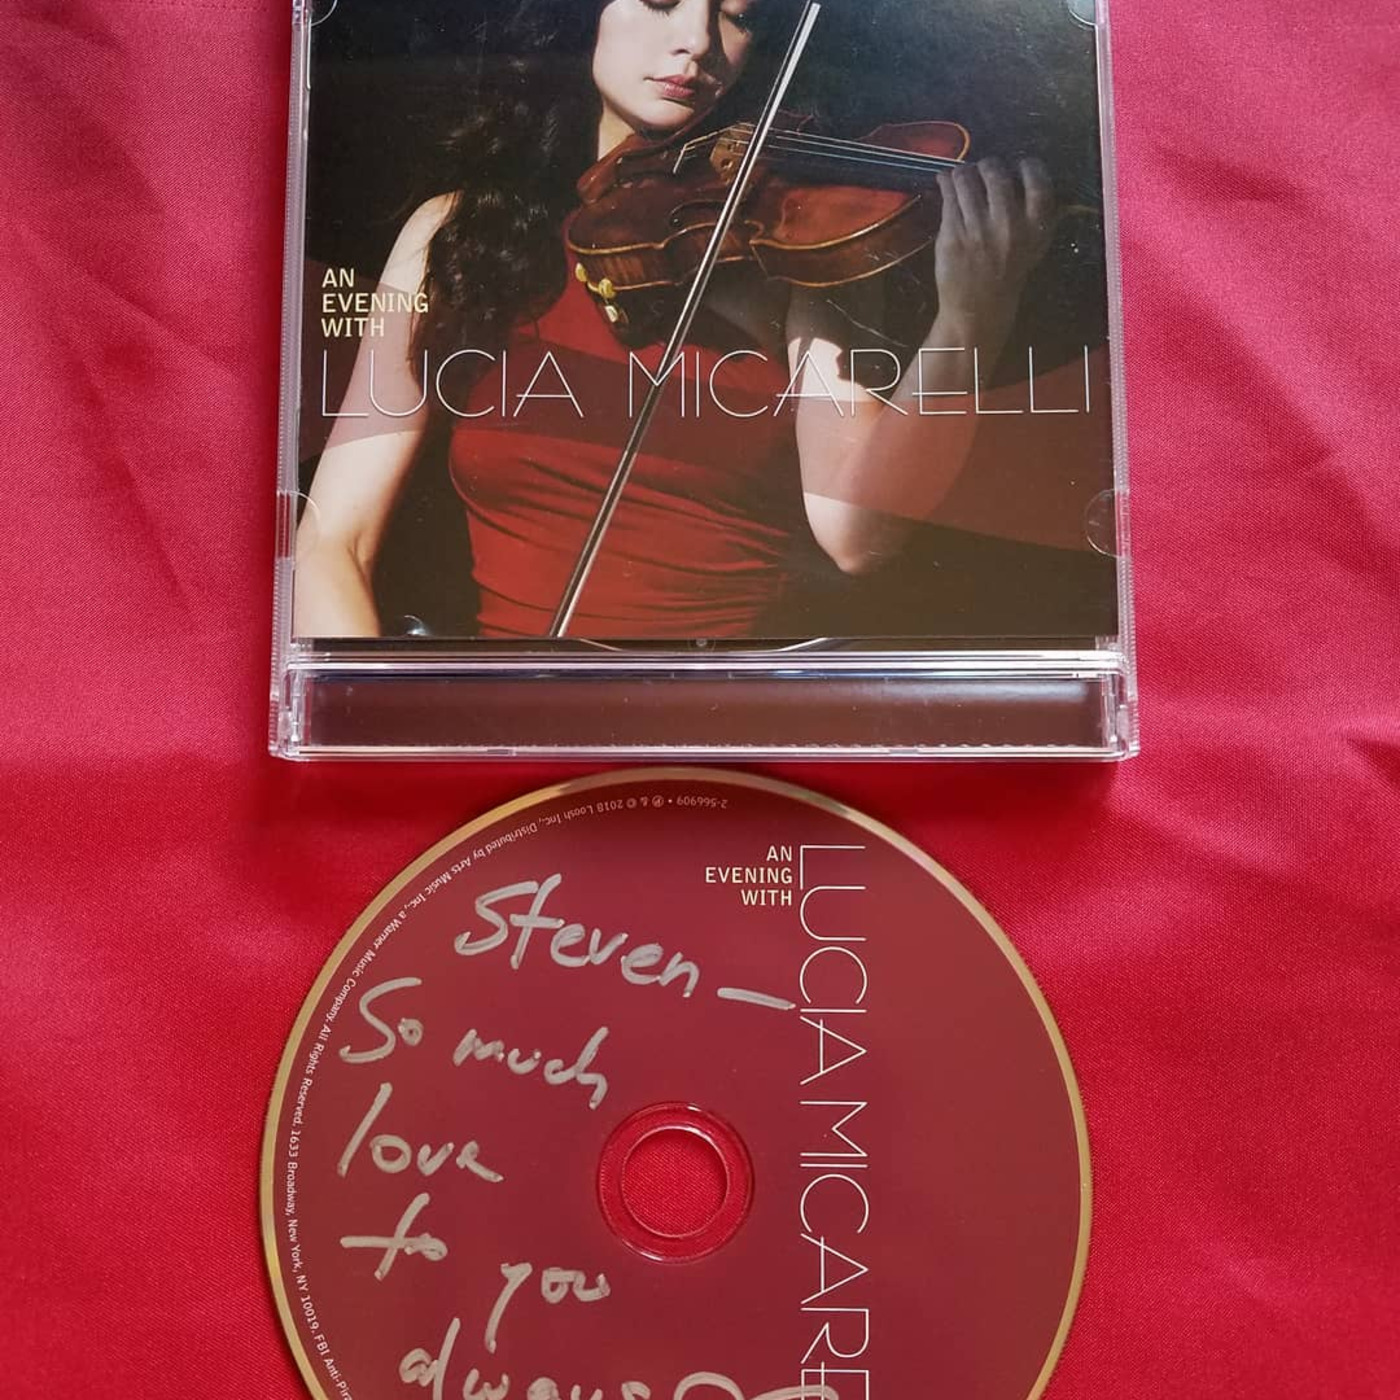 AN
EVENING
WITH
LUCIA MICARELLI
2-566909 • ℗ & © 2018 Loosh Inc., Distributed by Arts Music Inc., a Warner Music Company. All Rights Reserved. 1633 Broadway, New York, NY 10019. FBI Anti-Pira
AN
EVENING
WITH
LUCIA MICARE
Steven —
So much
love
to you
always